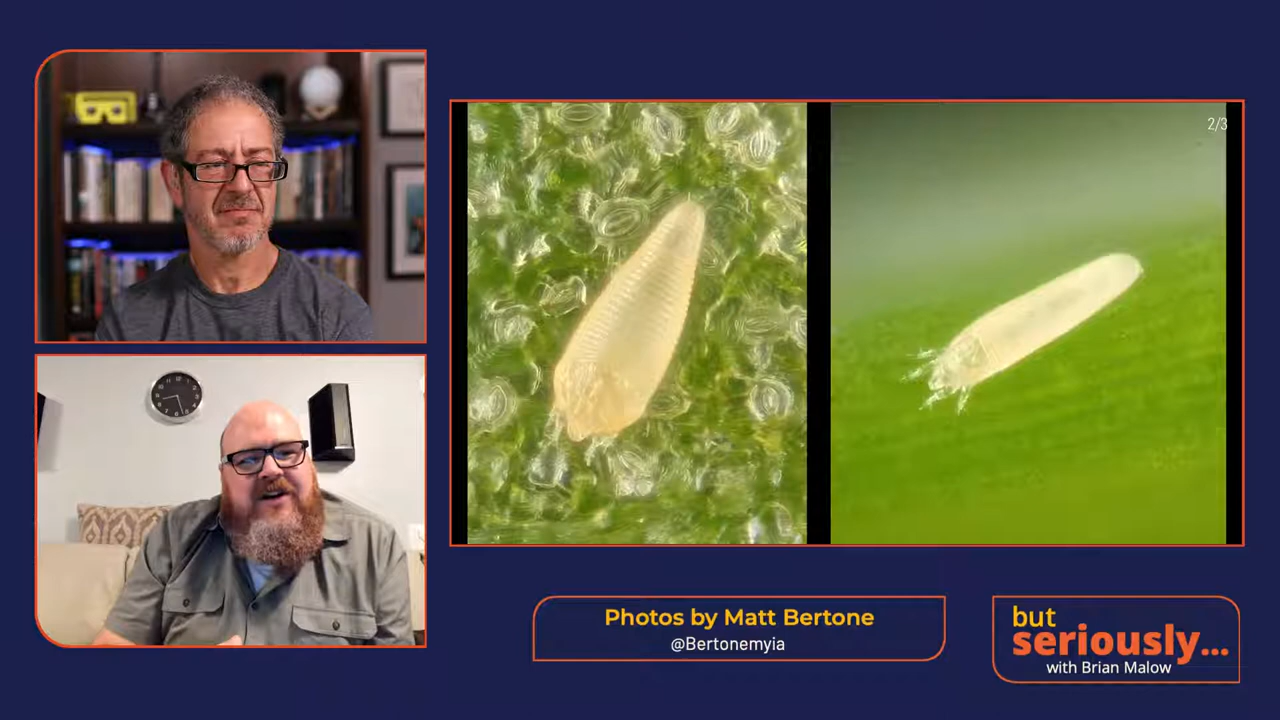 2/3
Photos by Matt Bertone
@Bertonemyia
but
seriously...
with Brian Malow